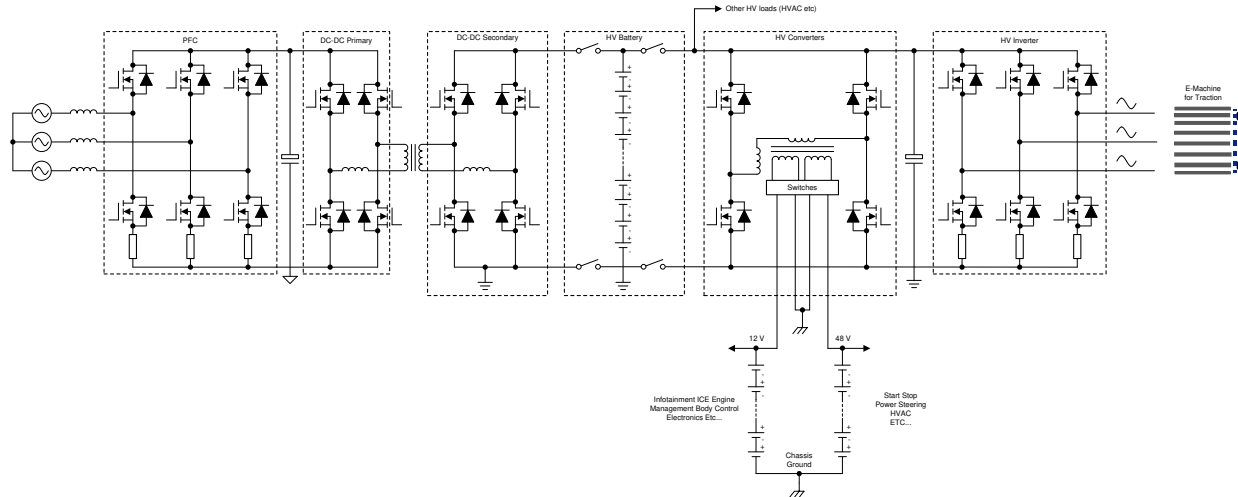 Other HV loads (HVAC etc)
PFC
DC-DC Primary
DC-DC Secondary
HV Battery
HV Converters
HV Inverter
E-Machine
for Traction
Switches
12 V
48 V
Infotainment ICE Engine
Management Body Control
Electronics Etc...
Start Stop
Power Steering
HVAC
ETC...
Chassis
Ground